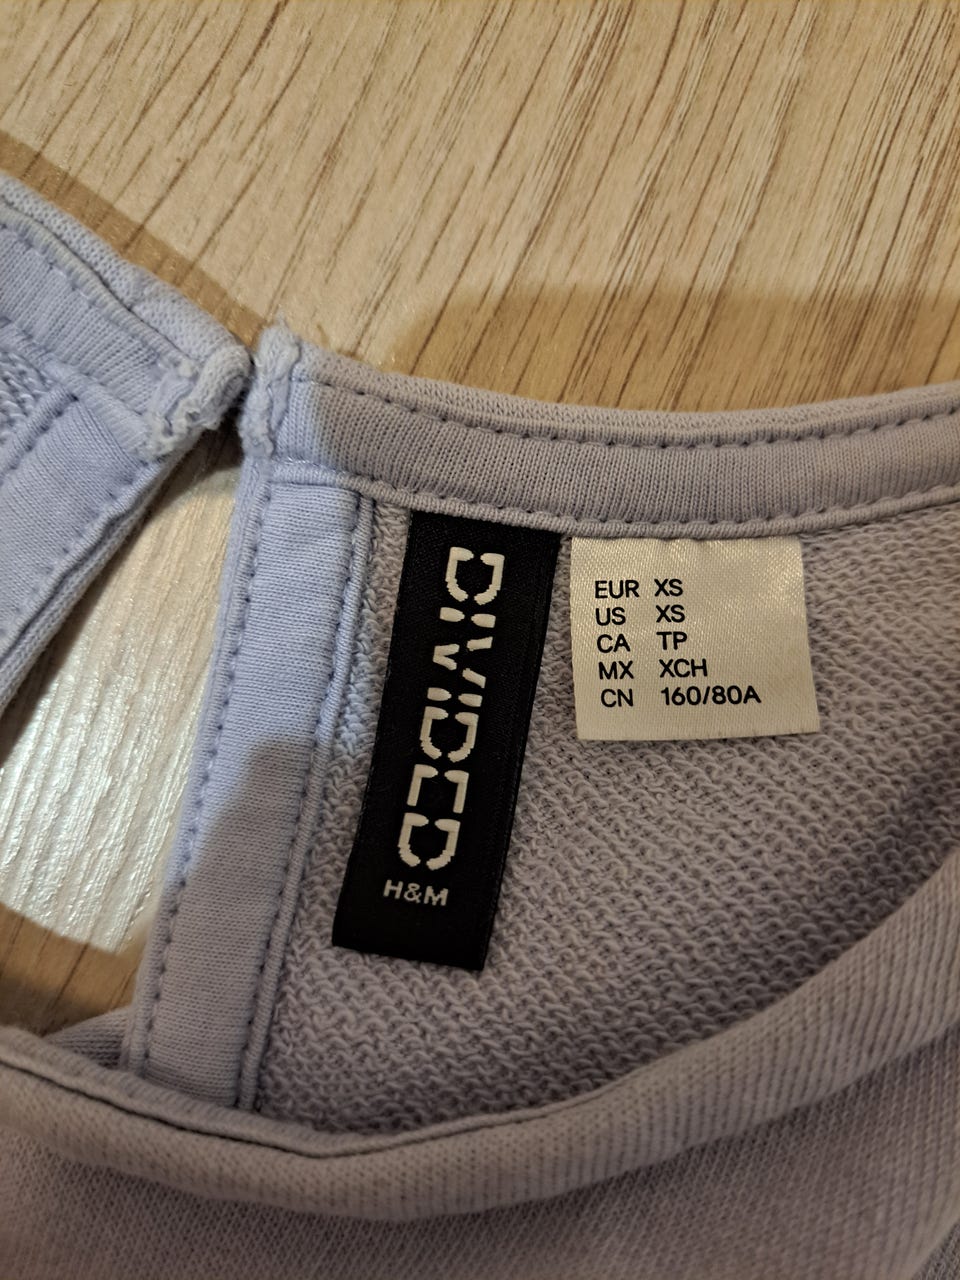 DIVIDED
H&M
EUR XS
US XS
CA TP
MX XCH
CN 160/80A